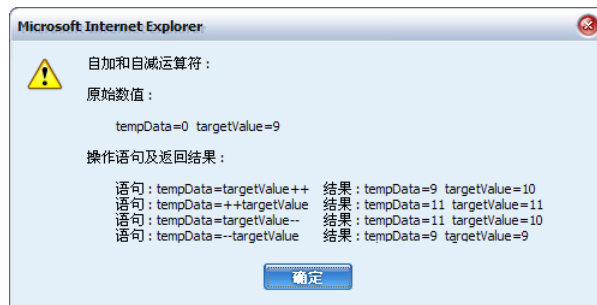 Microsoft Internet Explorer
自加和自减运算符：
原始数值：
tempData=0 targetValue=9
操作语句及返回结果：
语句：tempData=targetValue++ 结果：tempData=9 targetValue=10
语句：tempData=++targetValue 结果：tempData=11 targetValue=11
语句：tempData=targetValue-- 结果：tempData=11 targetValue=10
语句：tempData=--targetValue 结果：tempData=9 targetValue=9
确定